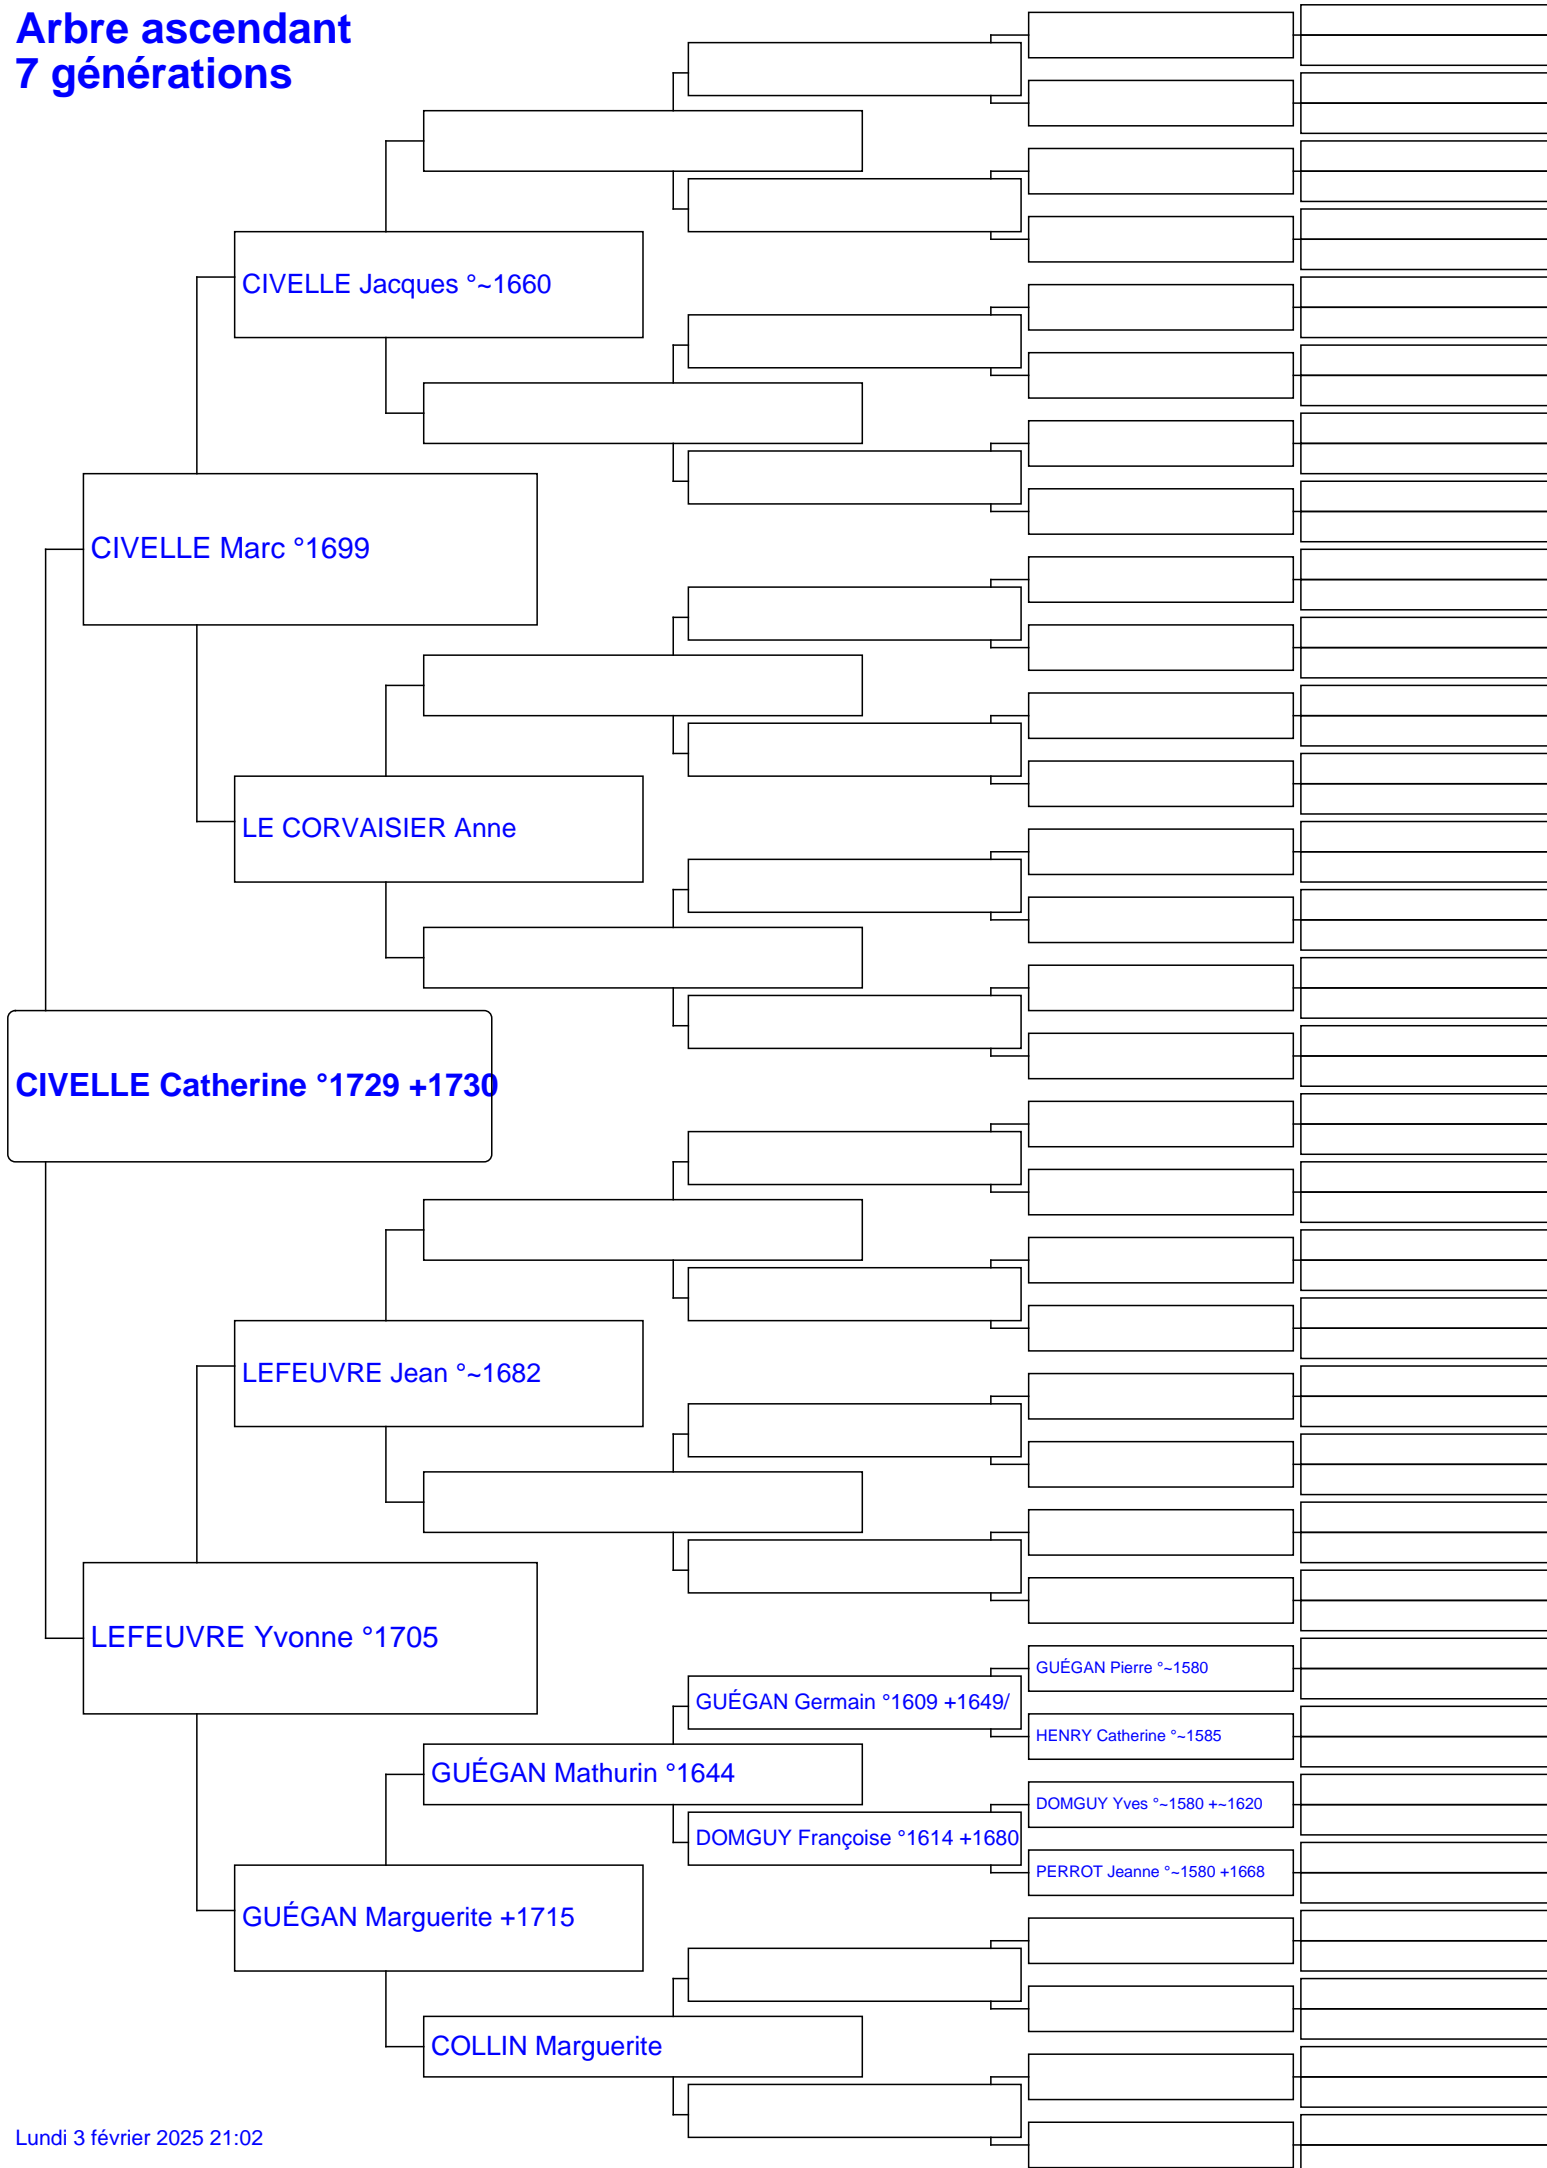 Arbre ascendant
7 générations
CIVELLE Jacques °~1660
CIVELLE Marc °1699
LE CORVAISIER Anne
CIVELLE Catherine °1729 +1730
LEFEUVRE Jean °~1682
LEFEUVRE Yvonne °1705
GUÉGAN Pierre °~1580
GUÉGAN Germain °1609 +1649/
HENRY Catherine °~1585
GUÉGAN Mathurin °1644
DOMGUY Yves °~1580 +~1620
DOMGUY Françoise °1614 +1680
PERROT Jeanne °~1580 +1668
GUÉGAN Marguerite +1715
COLLIN Marguerite
Lundi 3 février 2025 21:02